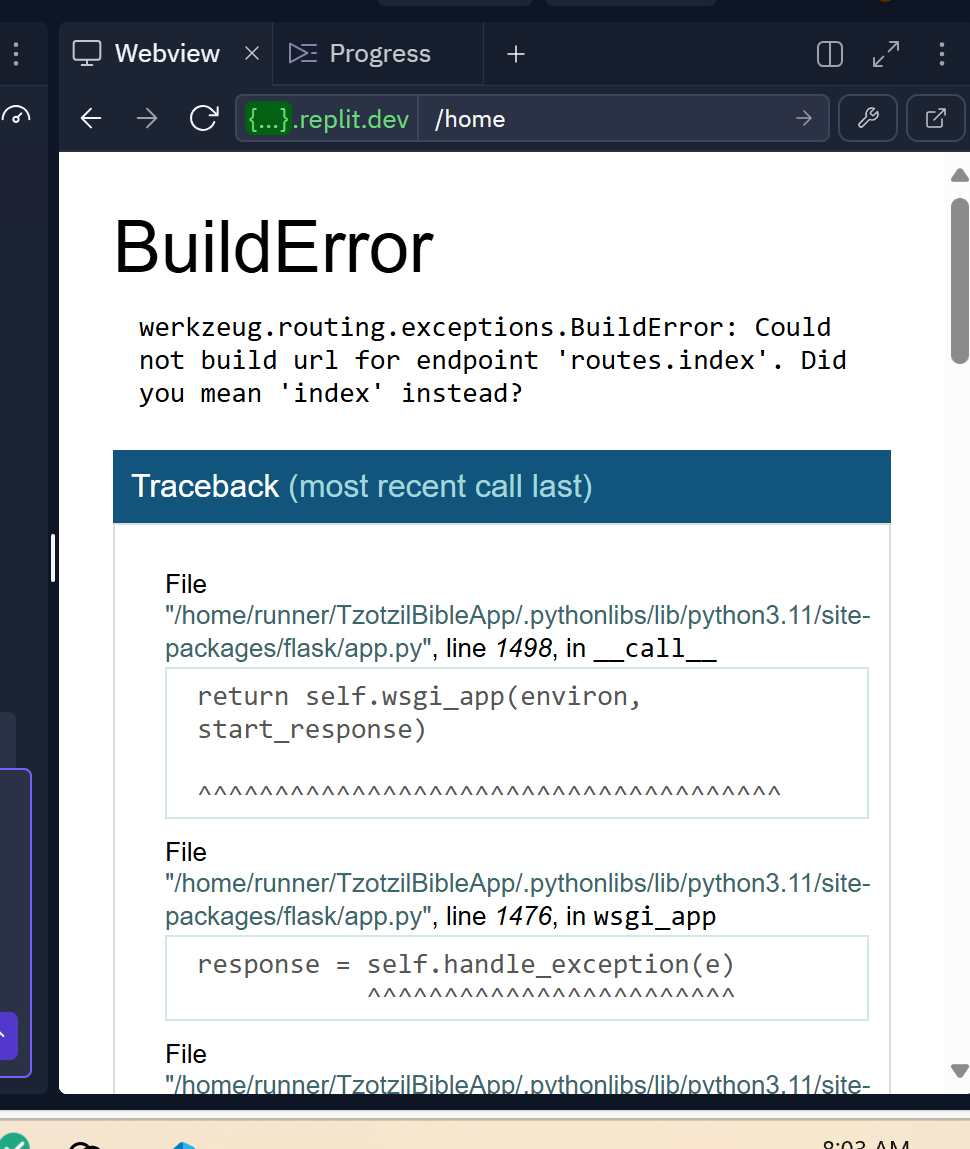 Webview
Progress
{...}.replit.dev /home
BuildError
werkzeug.routing.exceptions.BuildError: Could
not build url for endpoint 'routes.index'. Did
you mean 'index' instead?
Traceback (most recent call last)
File
"/home/runner/TzotzilBibleApp/.pythonlibs/lib/python3.11/site-
packages/flask/app.py", line 1498, in __call__
return self.wsgi_app(environ,
start_response)
^^^^^^^^^^^^^^^^^^^^^^^^^^^^^^^^^^^^^^
File
"/home/runner/TzotzilBibleApp/.pythonlibs/lib/python3.11/site-
packages/flask/app.py", line 1476, in wsgi_app
response = self.handle_exception(e)
^^^^^^^^^^^^^^^^^^^^^^^^
File
"/home/runner/TzotzilBibleApp/.pythonlibs/lib/python3.11/site-
8:03 AM